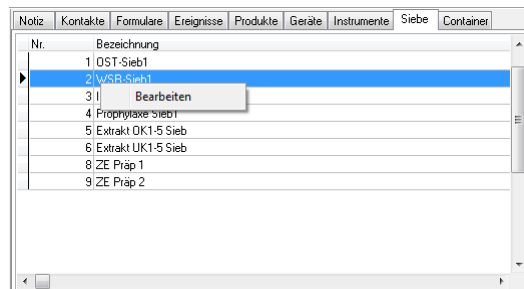 Notiz Kontakte Formulare Ereignisse Produkte Geräte Instrumente Siebe Container
Nr. Bezeichnung
1 OST-Sieb1
2 WSR-Sieb1
3
Bearbeiten
4 Prophylaxe Sieb1
5 Extrakt OK1-5 Sieb
6 Extrakt UK1-5 Sieb
8 ZE Präp 1
9 ZE Präp 2